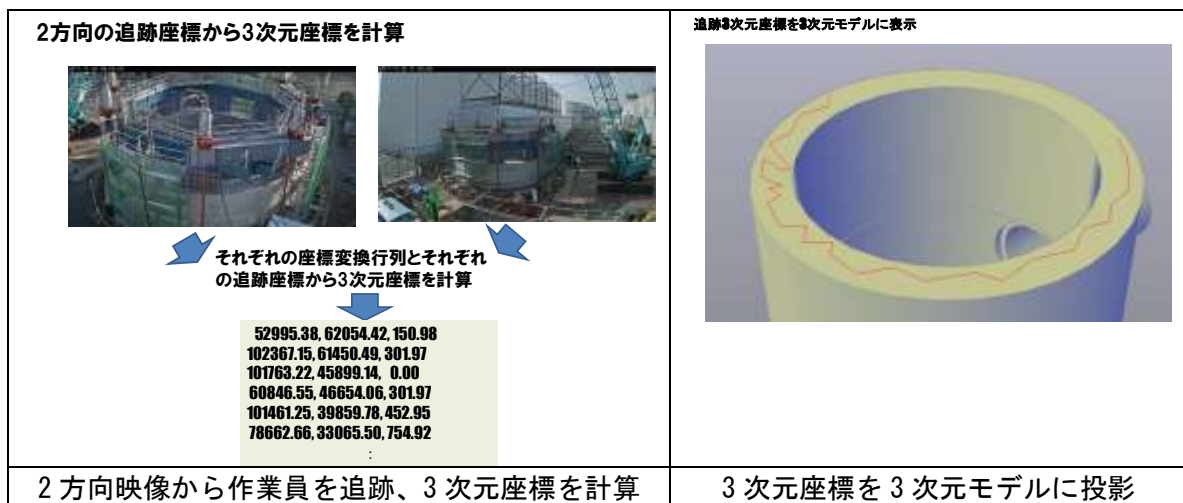 2方向の追跡座標から3次元座標を計算
それぞれの座標変換行列とそれぞれ
の追跡座標から3次元座標を計算
52995.38, 62054.42, 150.98
102367.15, 61450.49, 301.97
101763.22, 45899.14, 0.00
60846.55, 46654.06, 301.97
101461.25, 39859.78, 452.95
78662.66, 33065.50, 754.92
:
2方向映像から作業員を追跡、3次元座標を計算
追跡3次元座標を3次元モデルに表示
3次元座標を3次元モデルに投影